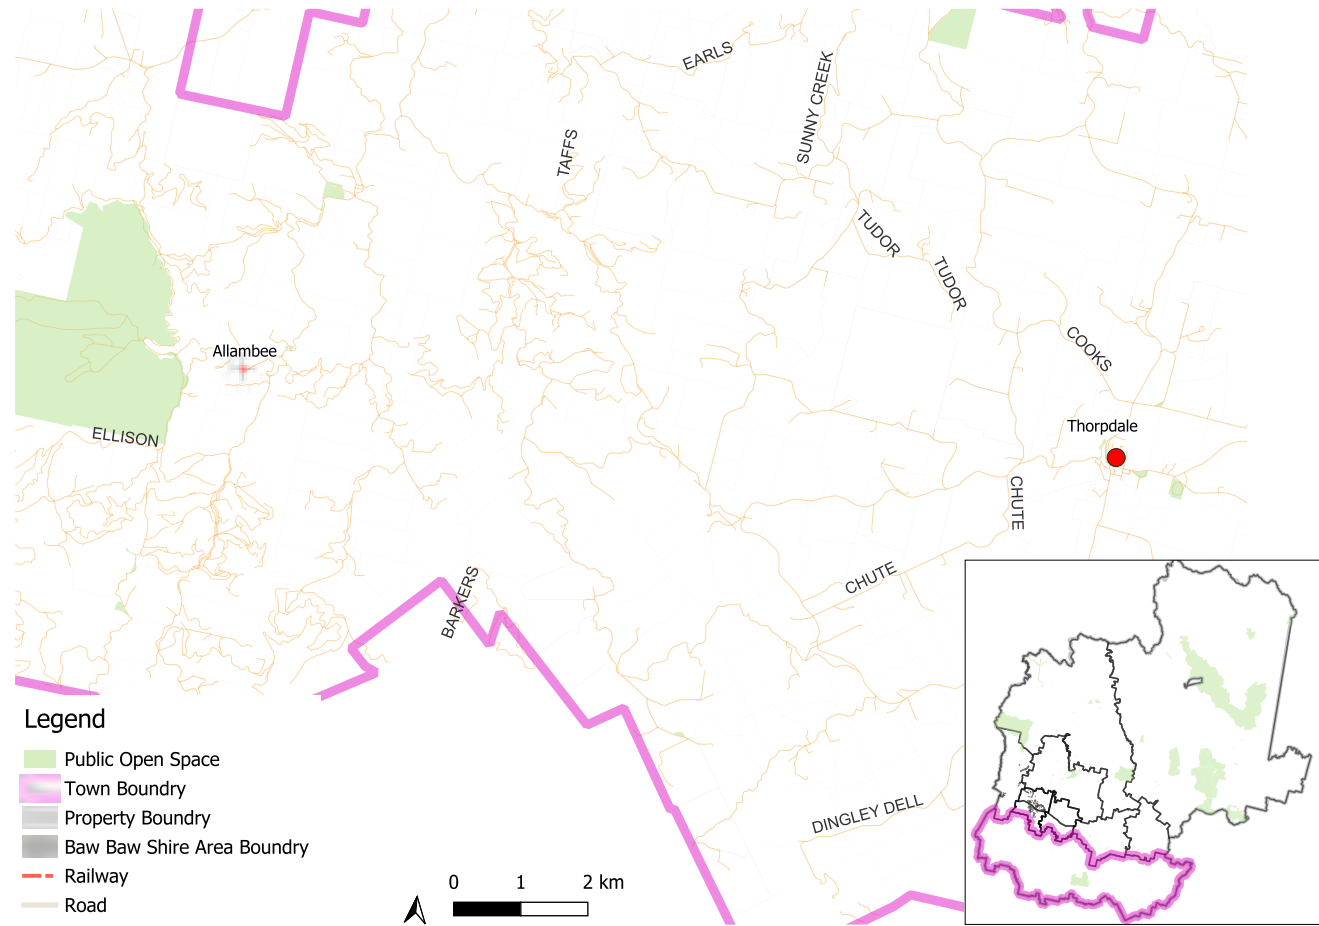 EARLS
SUNNY CREEK
TAFFS
TUDOR
TUDOR
COOKS
Allambee
Thorpdale
ELLISON
CHUTE
CHUTE
BARKERS
DINGLEY DELL
Legend
Public Open Space
Town Boundry
Property Boundry
Baw Baw Shire Area Boundry
Railway
Road
0 1 2 km